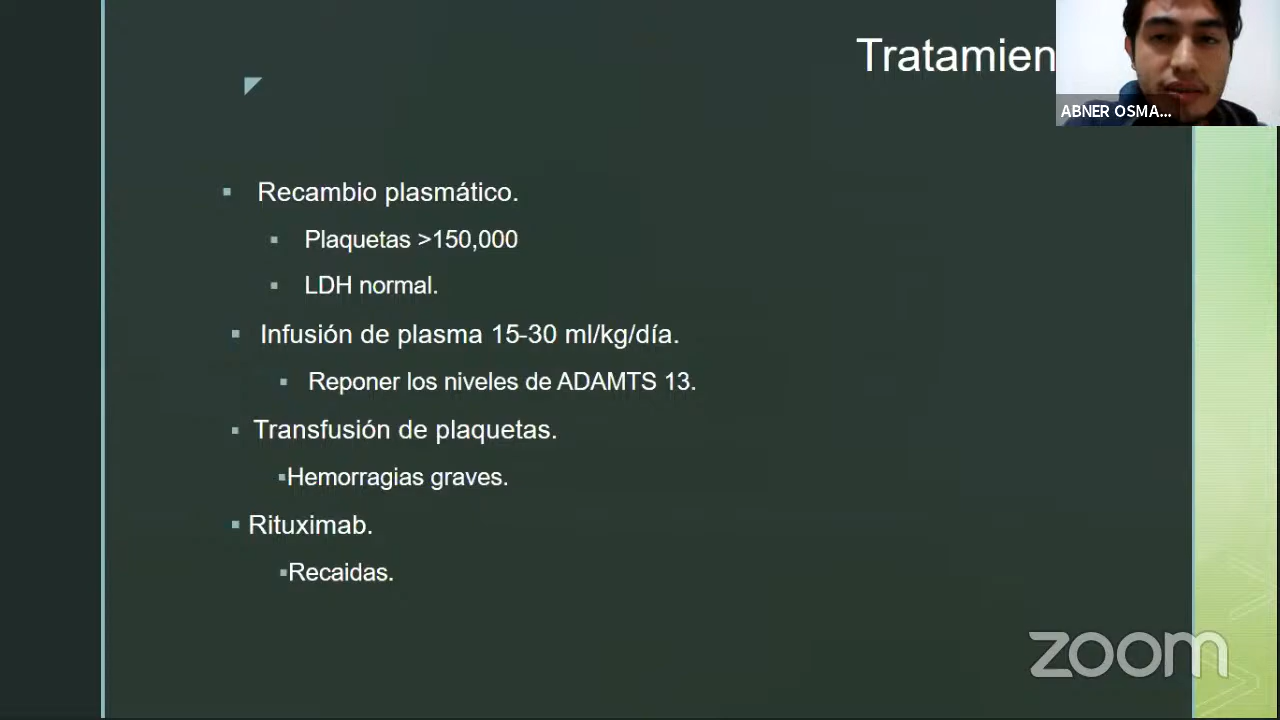 Tratamien
ABNER OSMA...
Recambio plasmático.
Plaquetas >150,000
LDH normal.
Infusión de plasma 15-30 ml/kg/día.
Reponer los niveles de ADAMTS 13.
Transfusión de plaquetas.
Hemorragias graves.
Rituximab.
Recaidas.
zoom